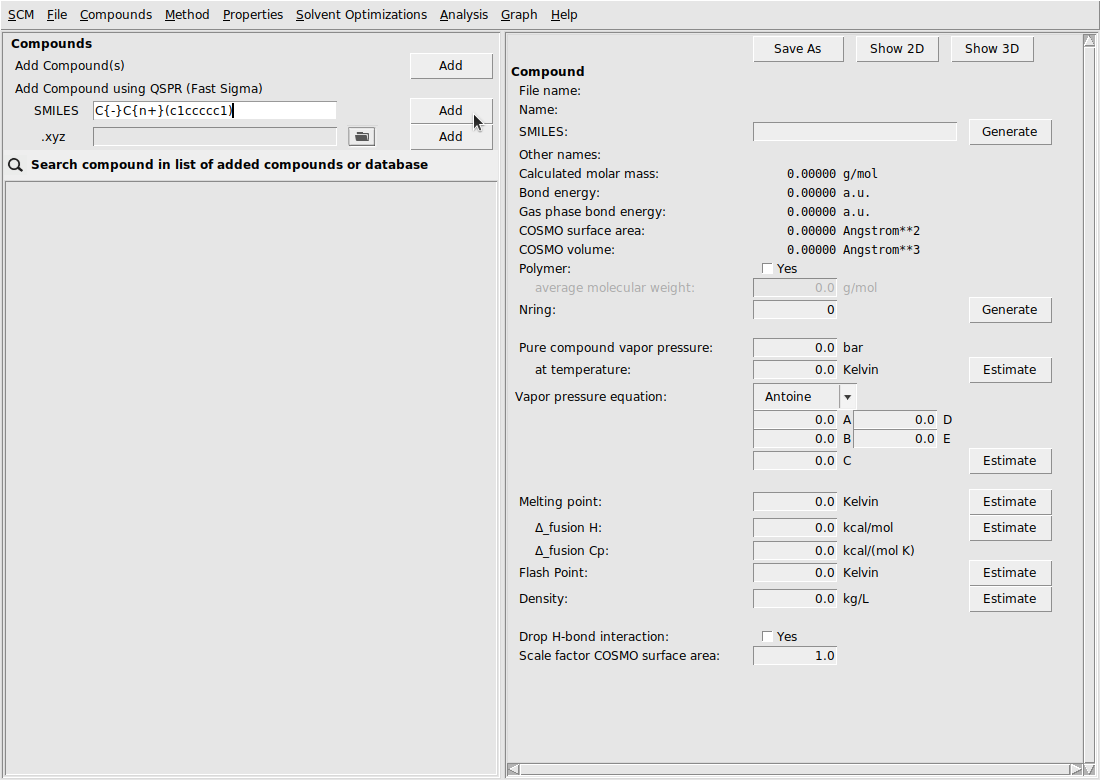 SCM File Compounds Method Properties Solvent Optimizations Analysis Graph Help
Compounds
Add Compound(s) Add
Add Compound using QSPR (Fast Sigma)
SMILES C{-}C{n+}(c1ccccc1) Add
.xyz Add
Search compound in list of added compounds or database
Save As Show 2D Show 3D
Compound
File name:
Name:
SMILES: Generate
Other names:
Calculated molar mass: 0.00000 g/mol
Bond energy: 0.00000 a.u.
Gas phase bond energy: 0.00000 a.u.
COSMO surface area: 0.00000 Angstrom**2
COSMO volume: 0.00000 Angstrom**3
Polymer: Yes
average molecular weight: 0.0 g/mol
Nring: 0 Generate
Pure compound vapor pressure: 0.0 bar
at temperature: 0.0 Kelvin Estimate
Vapor pressure equation: Antoine
0.0 A 0.0 D
0.0 B 0.0 E
0.0 C Estimate
Melting point: 0.0 Kelvin Estimate
Δ_fusion H: 0.0 kcal/mol Estimate
Δ_fusion Cp: 0.0 kcal/(mol K)
Flash Point: 0.0 Kelvin Estimate
Density: 0.0 kg/L Estimate
Drop H-bond interaction: Yes
Scale factor COSMO surface area: 1.0